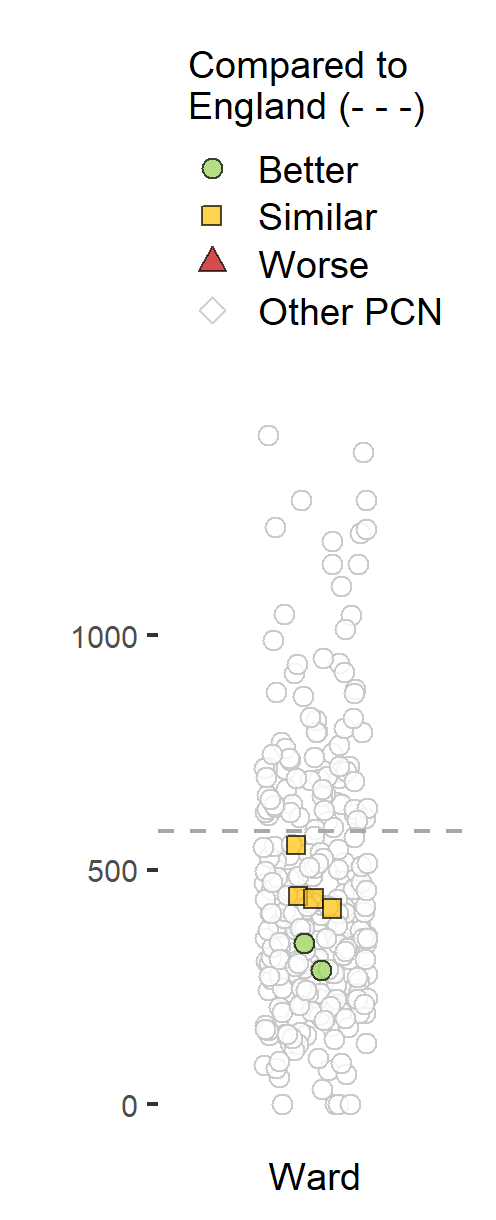 Compared to
England (- - -)
Better
Similar
Worse
Other PCN
1000
500
0
Ward